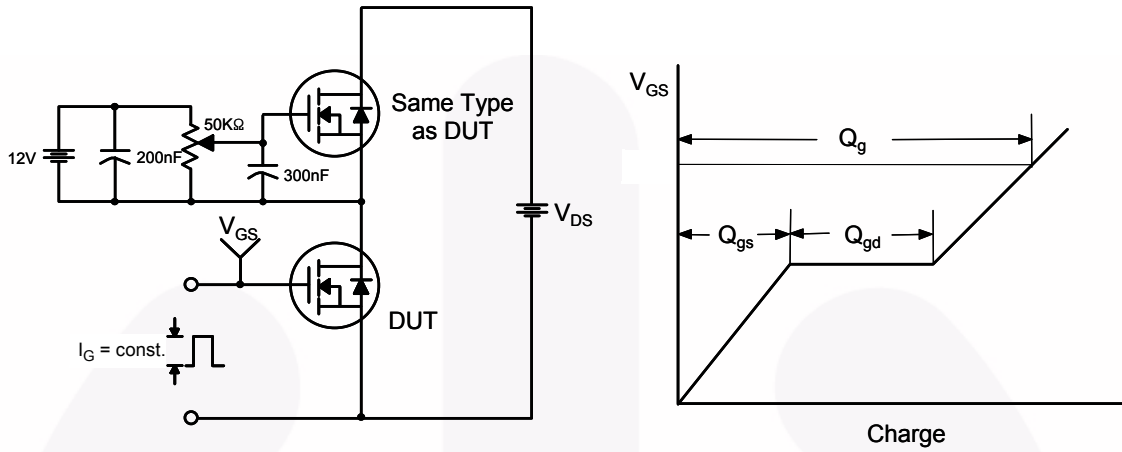 12V
200nF
50KΩ
300nF
Same Type
as DUT
V_DS
V_GS
DUT
I_G = const.
V_GS
Q_g
Q_gs
Q_gd
Charge